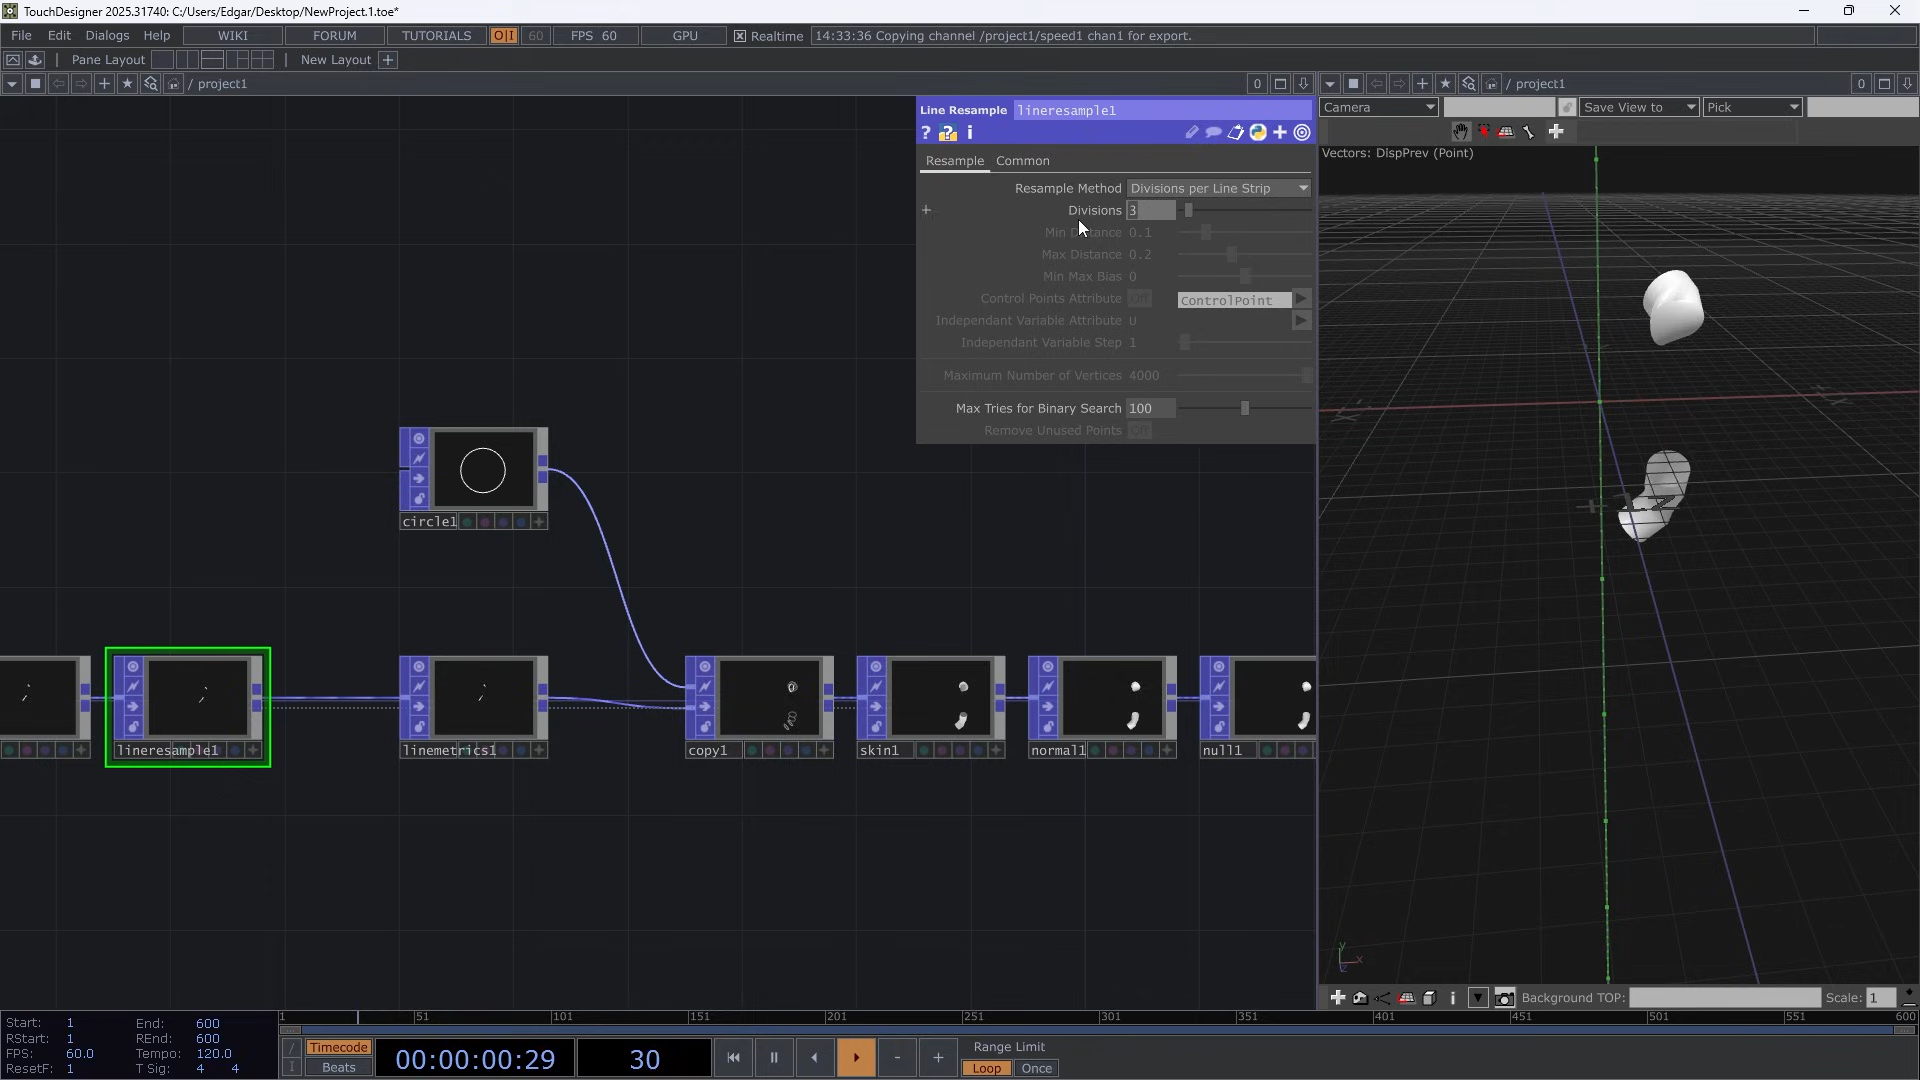 TouchDesigner 2025.31740: C:/Users/Edgar/Desktop/NewProject.1.toe*
File Edit Dialogs Help WIKI FORUM TUTORIALS O|I 60 FPS 60 GPU Realtime 14:33:36 Copying channel /project1/speed1 chan1 for export.
Pane Layout New Layout +
/ project1 0 / project1 0
Line Resample lineresample1
Camera Save View to Pick
? ? i
Vectors: DispPrev (Point)
Resample Common
Resample Method Divisions per Line Strip
+ Divisions 3
Min Distance 0.1
Max Distance 0.2
Min Max Bias 0
Control Points Attribute Off ControlPoint
Independant Variable Attribute U
Independant Variable Step 1
Maximum Number of Vertices 4000
Max Tries for Binary Search 100
Remove Unused Points Off
circle1
lineresample1 linemetrics1 copy1 skin1 normal1 null1
y
x
z
Background TOP: Scale: 1
Start: 1 End: 600
RStart: 1 REnd: 600
FPS: 60.0 Tempo: 120.0
ResetF: 1 T Sig: 4 4
1 51 101 151 201 251 301 351 401 451 501 551 600
Timecode
Beats
00:00:00:29 30
- +
Range Limit
Loop Once